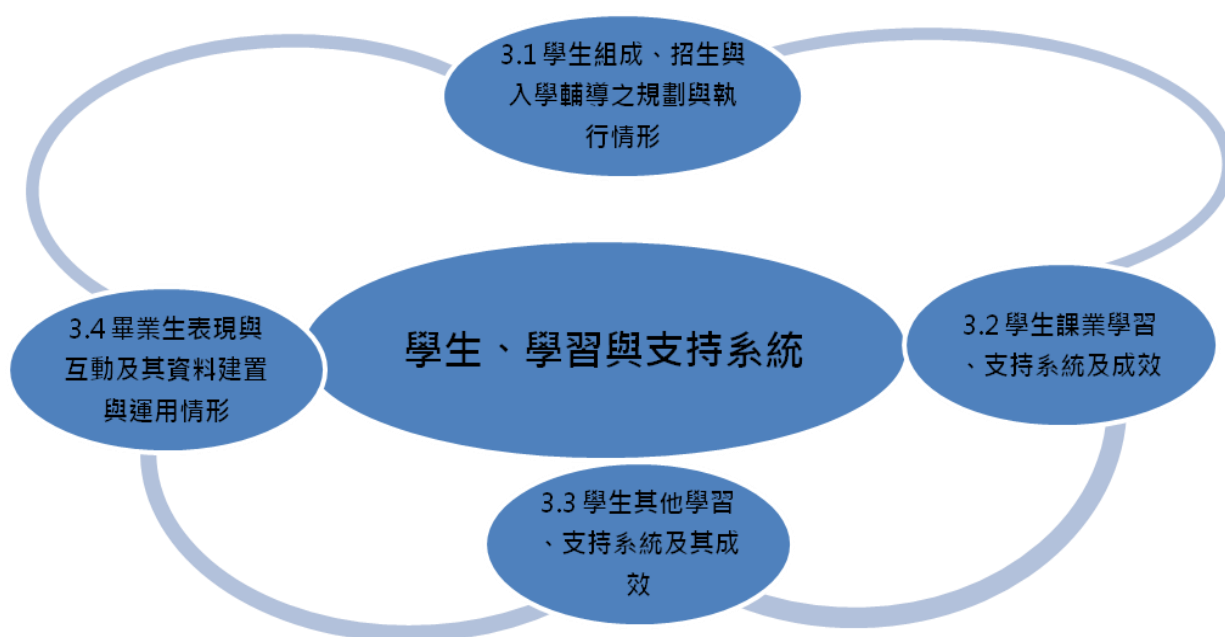 3.1 學生組成、招生與
入學輔導之規劃與執
行情形
學生、學習與支持系統
3.2 學生課業學習
、支持系統及成效
3.3 學生其他學習
、支持系統及其成
效
3.4 畢業生表現與
互動及其資料建置
與運用情形